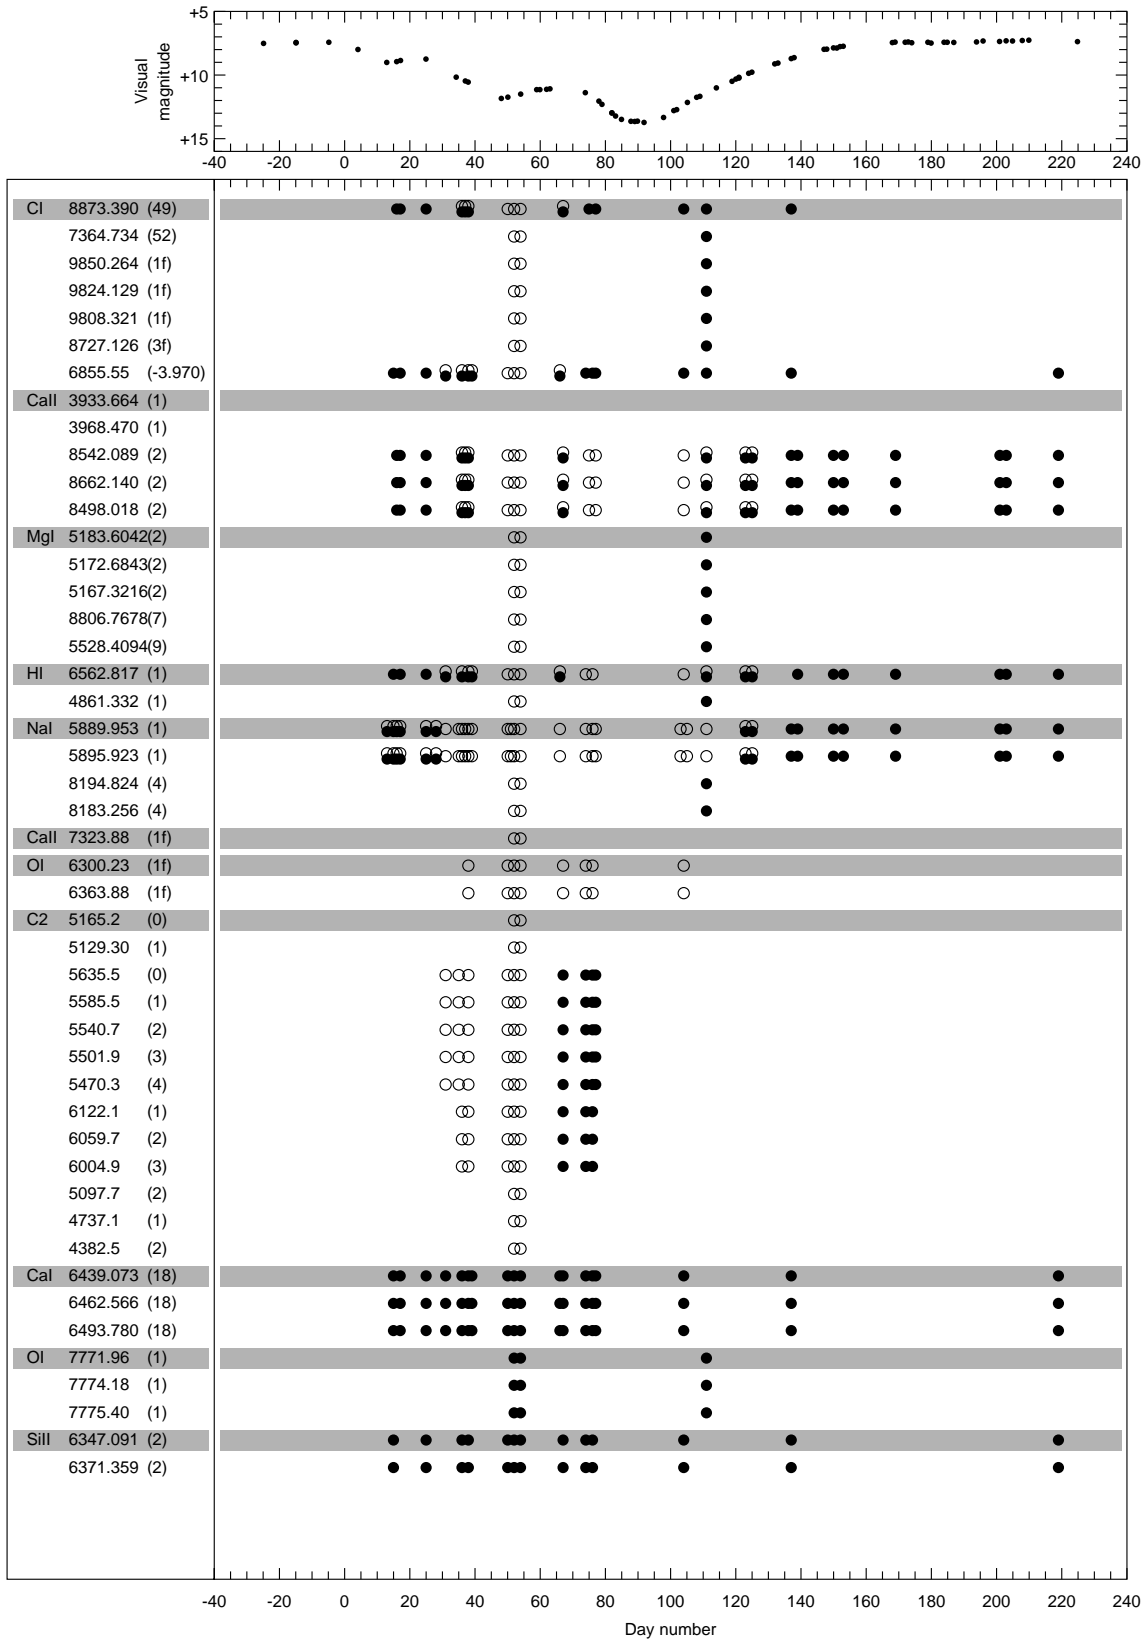 +5
+10
+15
Visual
magnitude
-40 -20 0 20 40 60 80 100 120 140 160 180 200 220 240
CI 8873.390 (49)
7364.734 (52)
9850.264 (1f)
9824.129 (1f)
9808.321 (1f)
8727.126 (3f)
6855.55 (-3.970)
CaII 3933.664 (1)
3968.470 (1)
8542.089 (2)
8662.140 (2)
8498.018 (2)
MgI 5183.6042(2)
5172.6843(2)
5167.3216(2)
8806.7678(7)
5528.4094(9)
HI 6562.817 (1)
4861.332 (1)
NaI 5889.953 (1)
5895.923 (1)
8194.824 (4)
8183.256 (4)
CaII 7323.88 (1f)
OI 6300.23 (1f)
6363.88 (1f)
C2 5165.2 (0)
5129.30 (1)
5635.5 (0)
5585.5 (1)
5540.7 (2)
5501.9 (3)
5470.3 (4)
6122.1 (1)
6059.7 (2)
6004.9 (3)
5097.7 (2)
4737.1 (1)
4382.5 (2)
CaI 6439.073 (18)
6462.566 (18)
6493.780 (18)
OI 7771.96 (1)
7774.18 (1)
7775.40 (1)
SiII 6347.091 (2)
6371.359 (2)
-40 -20 0 20 40 60 80 100 120 140 160 180 200 220 240
Day number